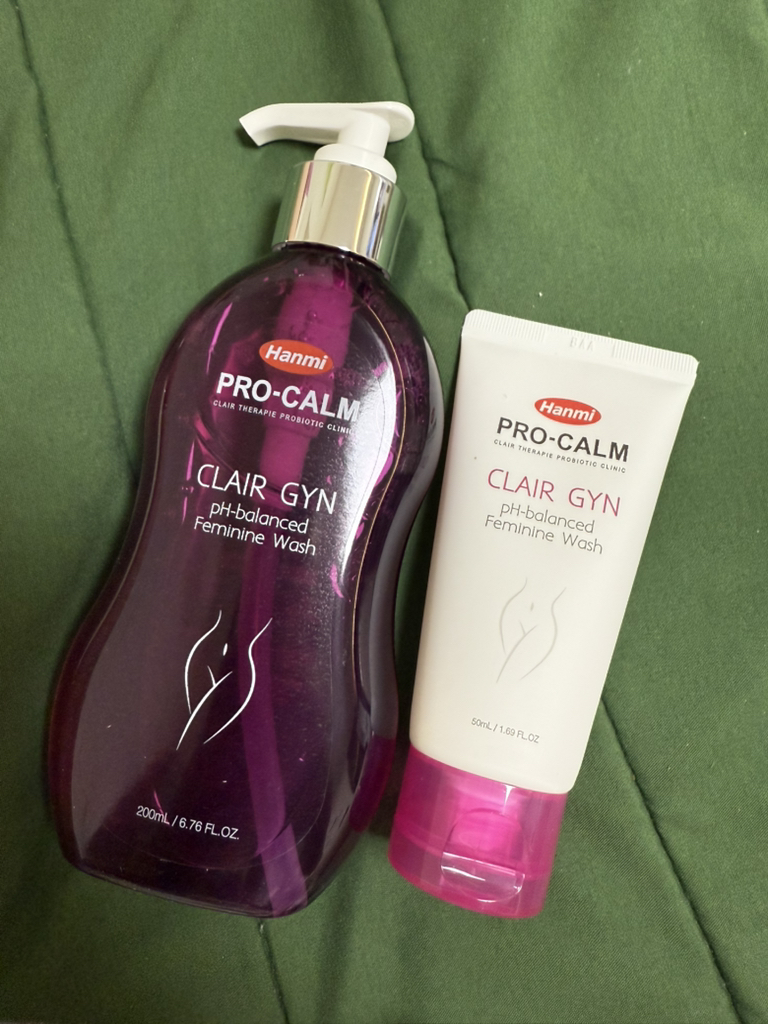 Hanmi
PRO-CALM
CLAIR THERAPIE PROBIOTIC CLINIC
CLAIR GYN
pH-balanced
Feminine Wash
200mL / 6.76 FL.OZ.
Hanmi
PRO-CALM
CLAIR THERAPIE PROBIOTIC CLINIC
CLAIR GYN
pH-balanced
Feminine Wash
50mL / 1.69 FL.OZ